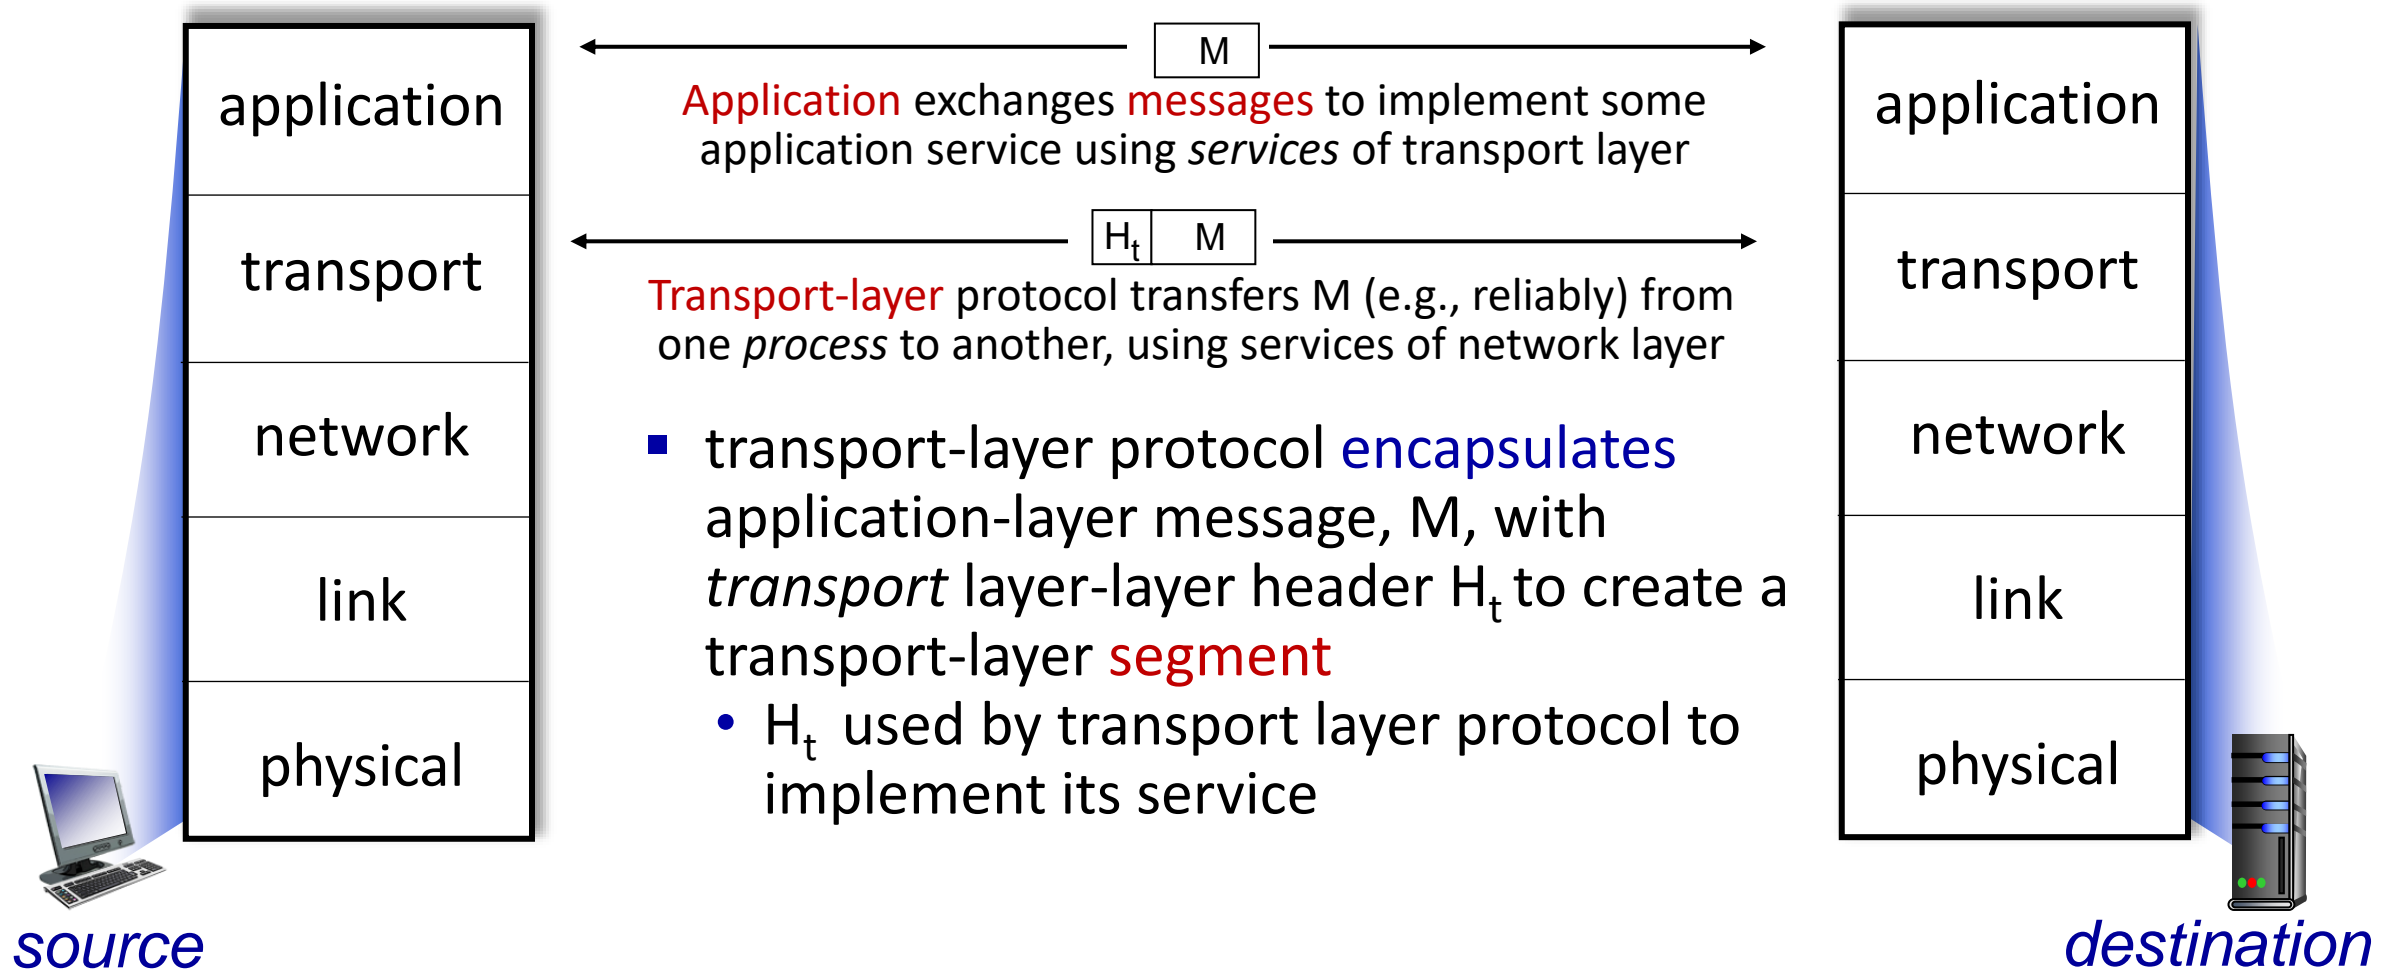 application
transport
network
link
physical
source
M
Application exchanges messages to implement some
application service using services of transport layer
Ht M
Transport-layer protocol transfers M (e.g., reliably) from
one process to another, using services of network layer
▪ transport-layer protocol encapsulates
application-layer message, M, with
transport layer-layer header Ht to create a
transport-layer segment
• Ht used by transport layer protocol to
implement its service
application
transport
network
link
physical
destination